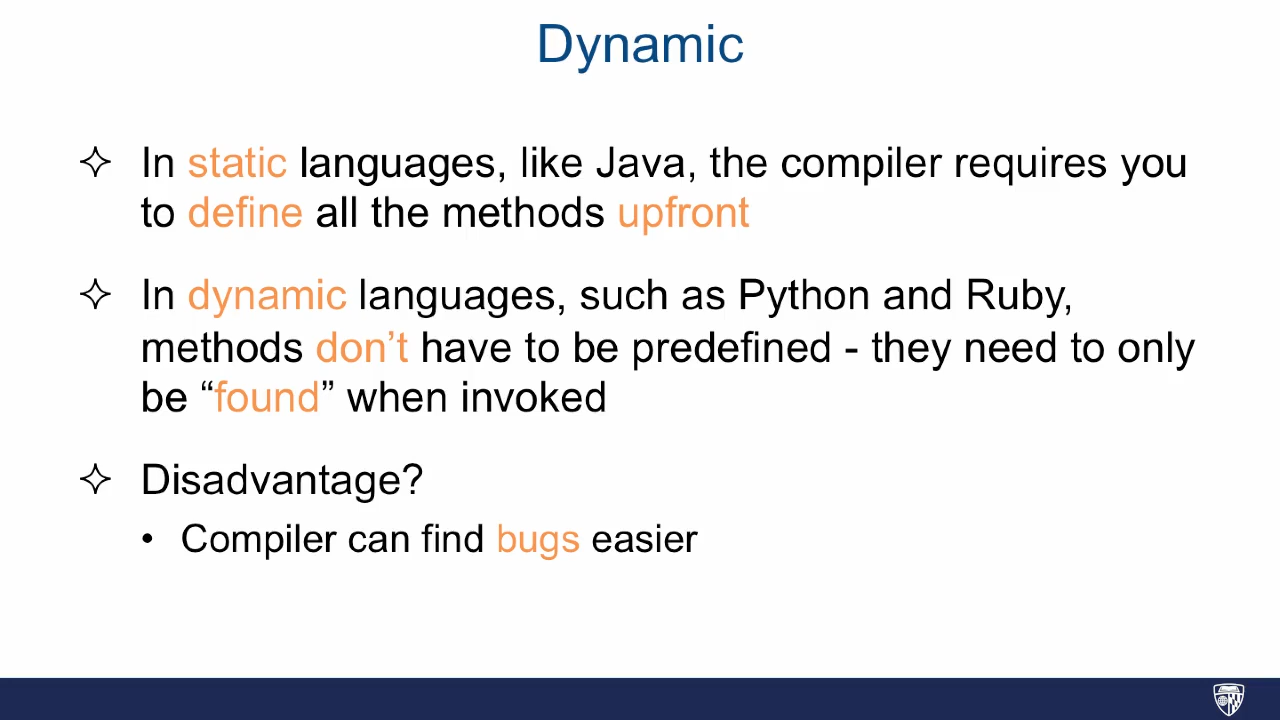 Dynamic
In static languages, like Java, the compiler requires you
to define all the methods upfront
In dynamic languages, such as Python and Ruby,
methods don’t have to be predefined - they need to only
be “found” when invoked
Disadvantage?
• Compiler can find bugs easier